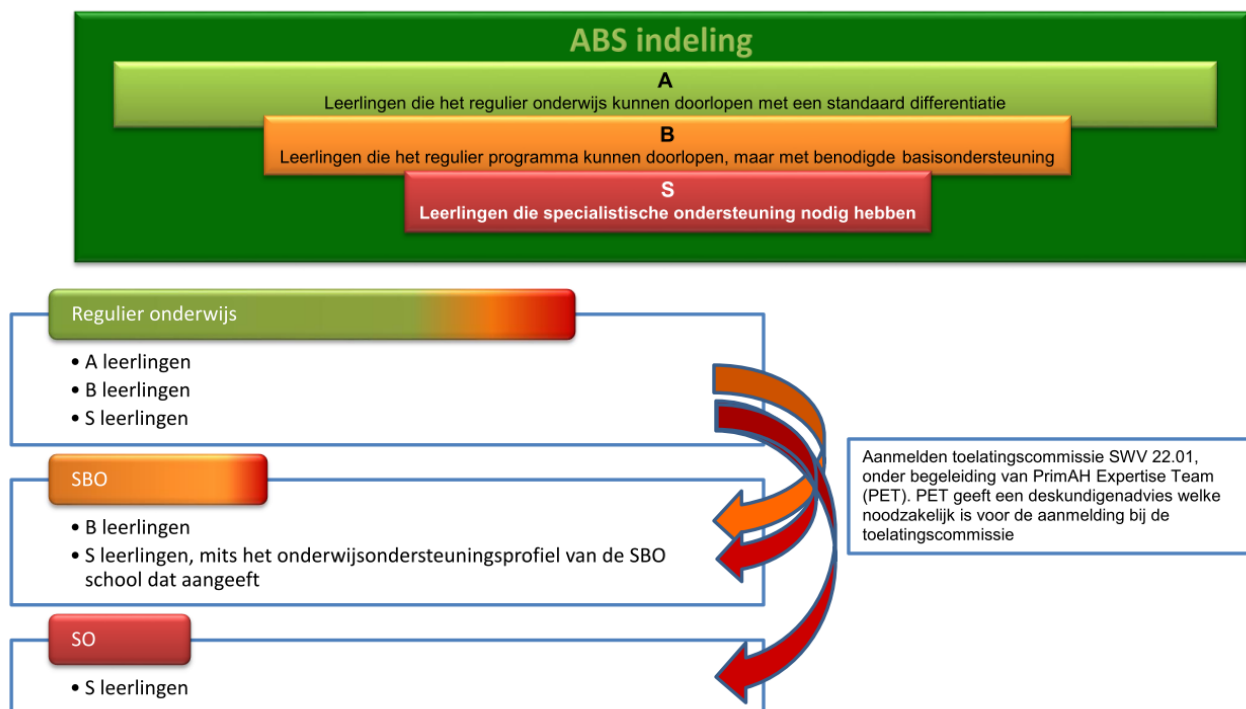 ABS indeling
A
Leerlingen die het regulier onderwijs kunnen doorlopen met een standaard differentiatie
B
Leerlingen die het regulier programma kunnen doorlopen, maar met benodigde basisondersteuning
S
Leerlingen die specialistische ondersteuning nodig hebben
Regulier onderwijs
• A leerlingen
• B leerlingen
• S leerlingen
Aanmelden toelatingscommissie SWV 22.01,
onder begeleiding van PrimAH Expertise Team
(PET). PET geeft een deskundigenadvies welke
noodzakelijk is voor de aanmelding bij de
toelatingscommissie
SBO
• B leerlingen
• S leerlingen, mits het onderwijsondersteuningsprofiel van de SBO
school dat aangeeft
SO
• S leerlingen